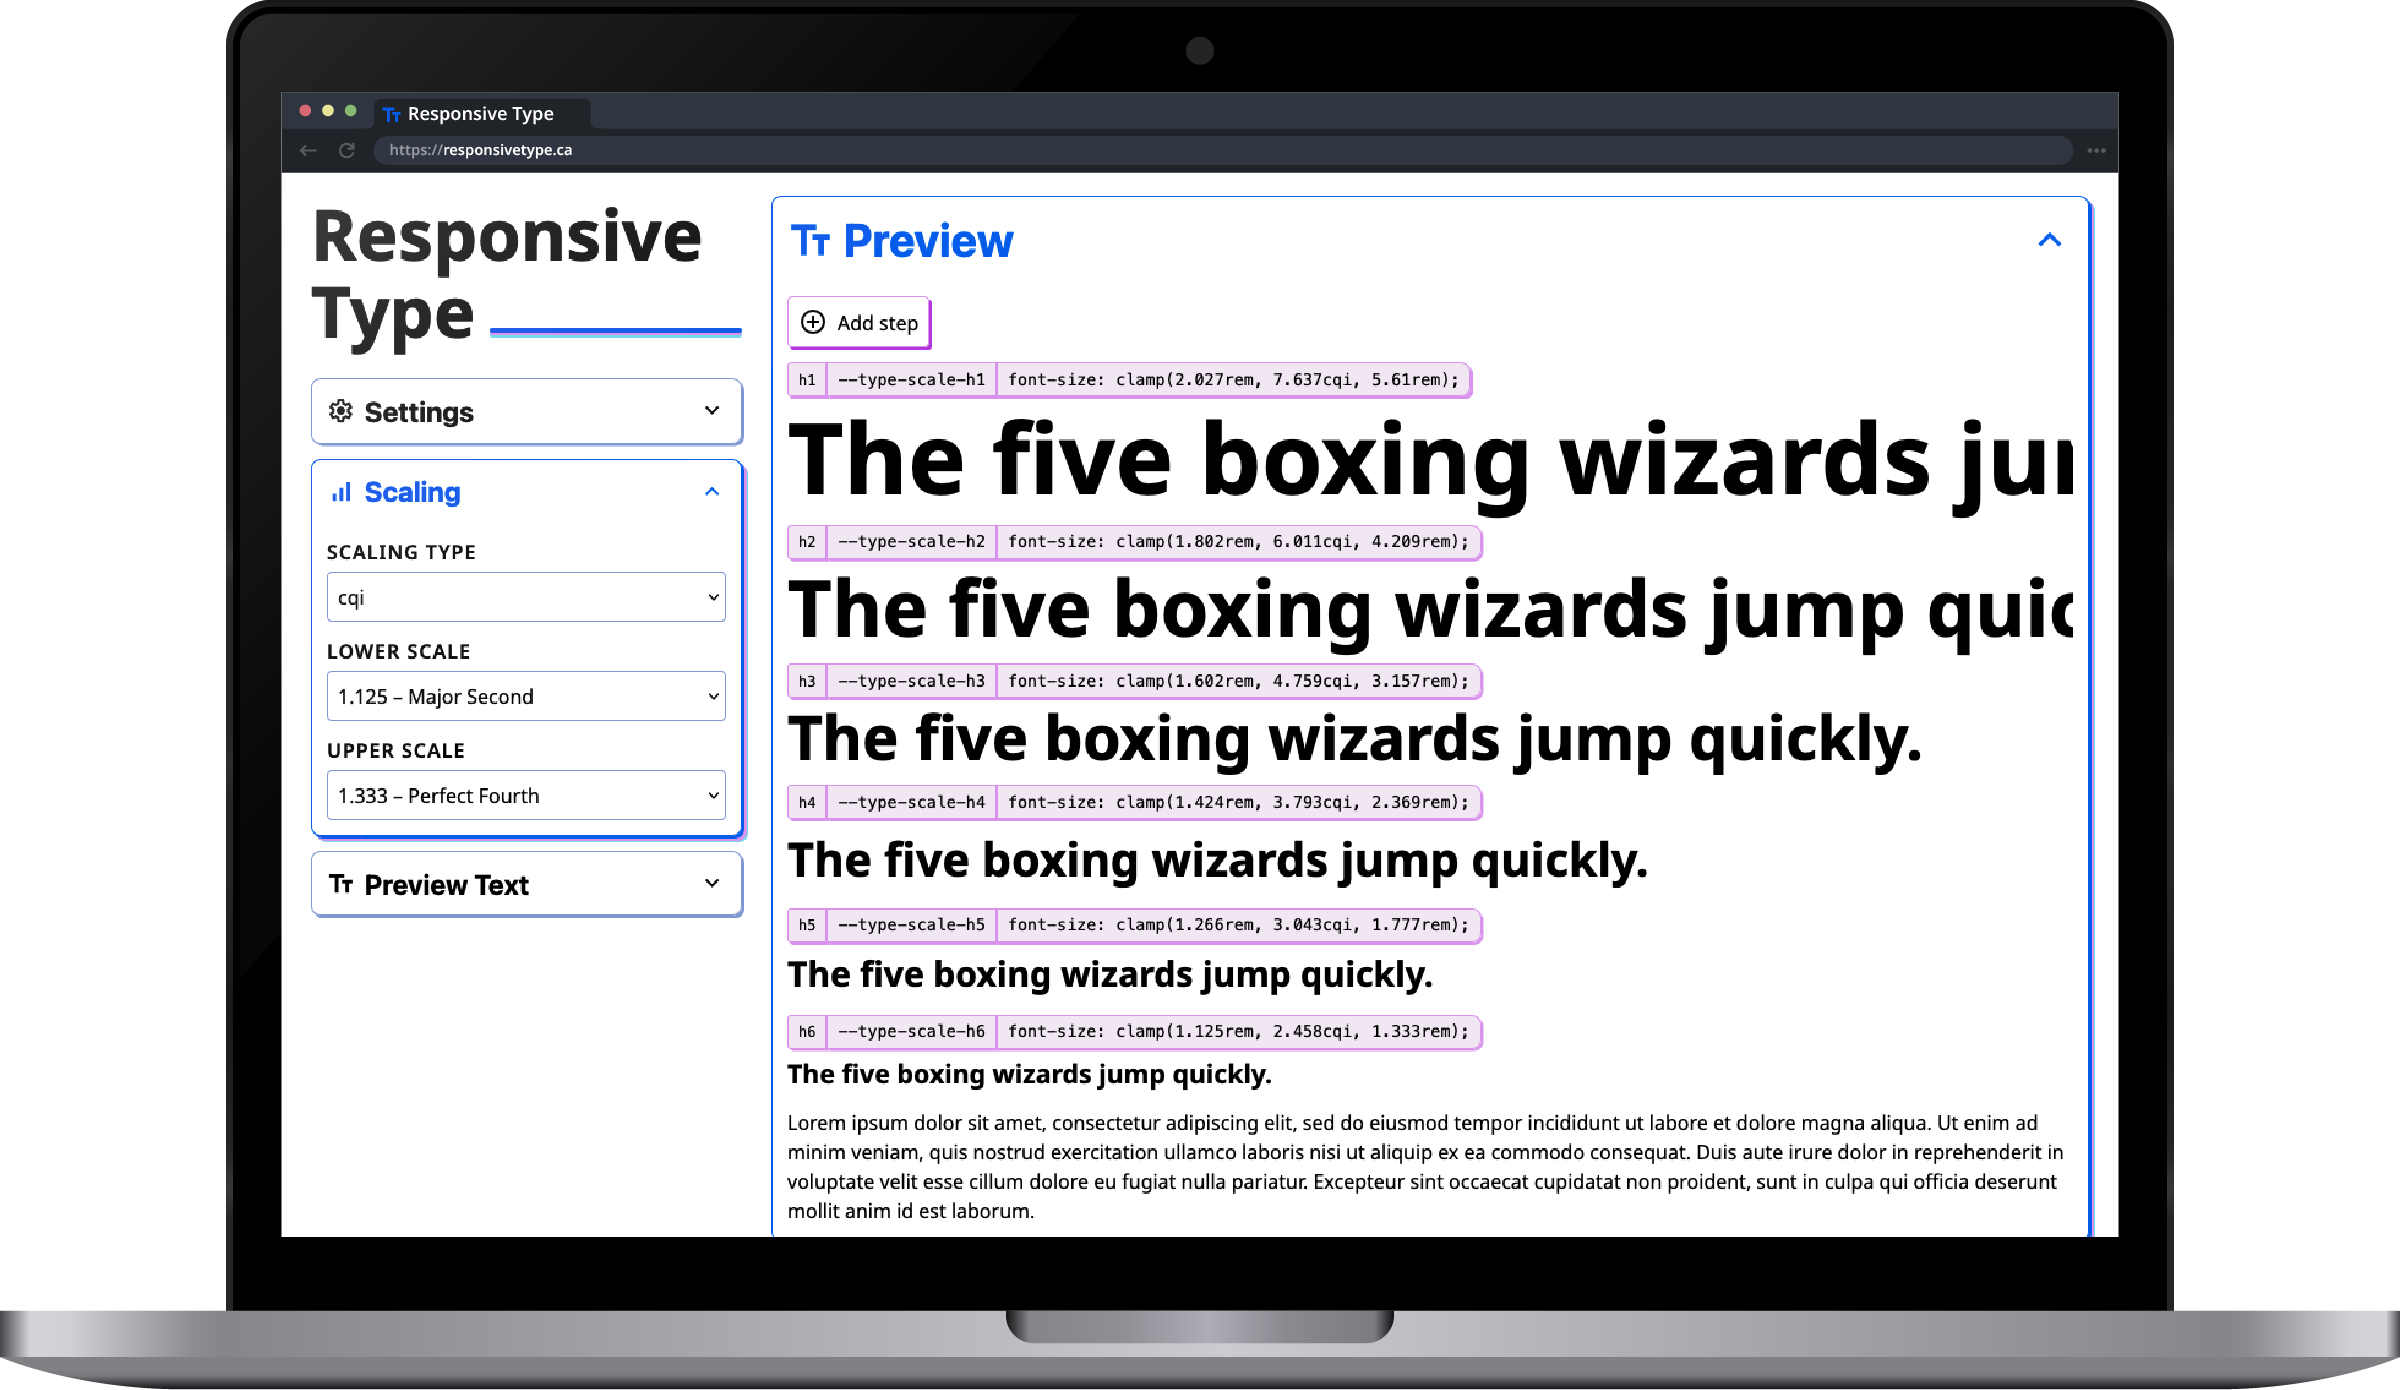 Responsive Type
https://responsivetype.ca
Responsive
Type
Settings
Scaling
SCALING TYPE
cqi
LOWER SCALE
1.125 – Major Second
UPPER SCALE
1.333 – Perfect Fourth
Preview Text
Preview
Add step
h1 --type-scale-h1 font-size: clamp(2.027rem, 7.637cqi, 5.61rem);
The five boxing wizards jur
h2 --type-scale-h2 font-size: clamp(1.802rem, 6.011cqi, 4.209rem);
The five boxing wizards jump quic
h3 --type-scale-h3 font-size: clamp(1.602rem, 4.759cqi, 3.157rem);
The five boxing wizards jump quickly.
h4 --type-scale-h4 font-size: clamp(1.424rem, 3.793cqi, 2.369rem);
The five boxing wizards jump quickly.
h5 --type-scale-h5 font-size: clamp(1.266rem, 3.043cqi, 1.777rem);
The five boxing wizards jump quickly.
h6 --type-scale-h6 font-size: clamp(1.125rem, 2.458cqi, 1.333rem);
The five boxing wizards jump quickly.
Lorem ipsum dolor sit amet, consectetur adipiscing elit, sed do eiusmod tempor incididunt ut labore et dolore magna aliqua. Ut enim ad
minim veniam, quis nostrud exercitation ullamco laboris nisi ut aliquip ex ea commodo consequat. Duis aute irure dolor in reprehenderit in
voluptate velit esse cillum dolore eu fugiat nulla pariatur. Excepteur sint occaecat cupidatat non proident, sunt in culpa qui officia deserunt
mollit anim id est laborum.